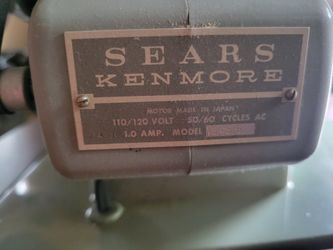 SEARS
KENMORE
MOTOR MADE IN JAPAN
110/120 VOLT 50/60 CYCLES AC
1.0 AMP. MODEL